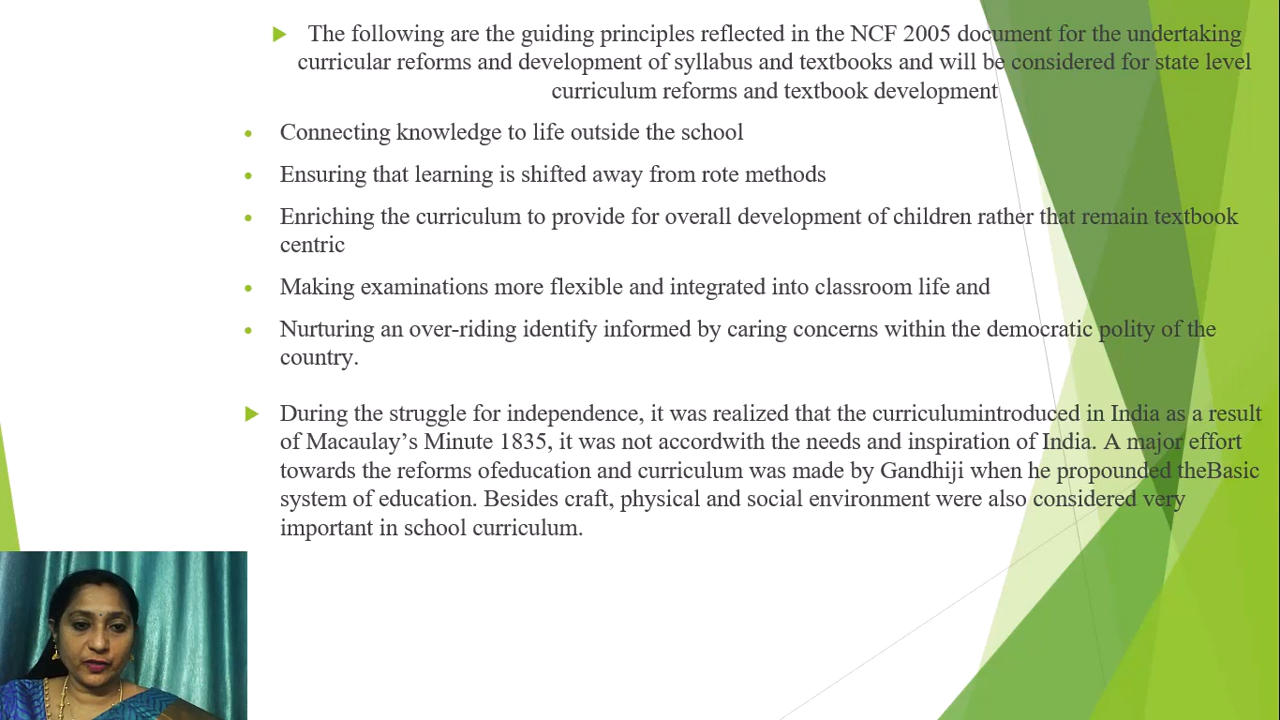 The following are the guiding principles reflected in the NCF 2005 document for the undertaking
curricular reforms and development of syllabus and textbooks and will be considered for state level
curriculum reforms and textbook development
Connecting knowledge to life outside the school
Ensuring that learning is shifted away from rote methods
Enriching the curriculum to provide for overall development of children rather that remain textbook
centric
Making examinations more flexible and integrated into classroom life and
Nurturing an over-riding identify informed by caring concerns within the democratic polity of the
country.
During the struggle for independence, it was realized that the curriculumintroduced in India as a result
of Macaulay’s Minute 1835, it was not accordwith the needs and inspiration of India. A major effort
towards the reforms ofeducation and curriculum was made by Gandhiji when he propounded theBasic
system of education. Besides craft, physical and social environment were also considered very
important in school curriculum.